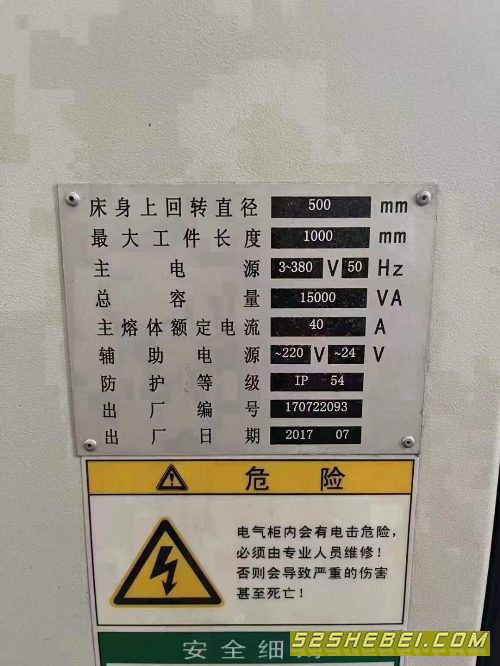 床身上回转直径 500 mm
最大工件长度 1000 mm
主电源 3~380 V 50 Hz
总容量 15000 VA
主熔体额定电流 40 A
辅助电源 ~220 V ~24 V
防护等级 IP 54
出厂编号 170722093
出厂日期 2017 07
危险
电气柜内会有电击危险，
必须由专业人员维修！
否则会导致严重的伤害
甚至死亡！
安全细
52SHEBEI.COM